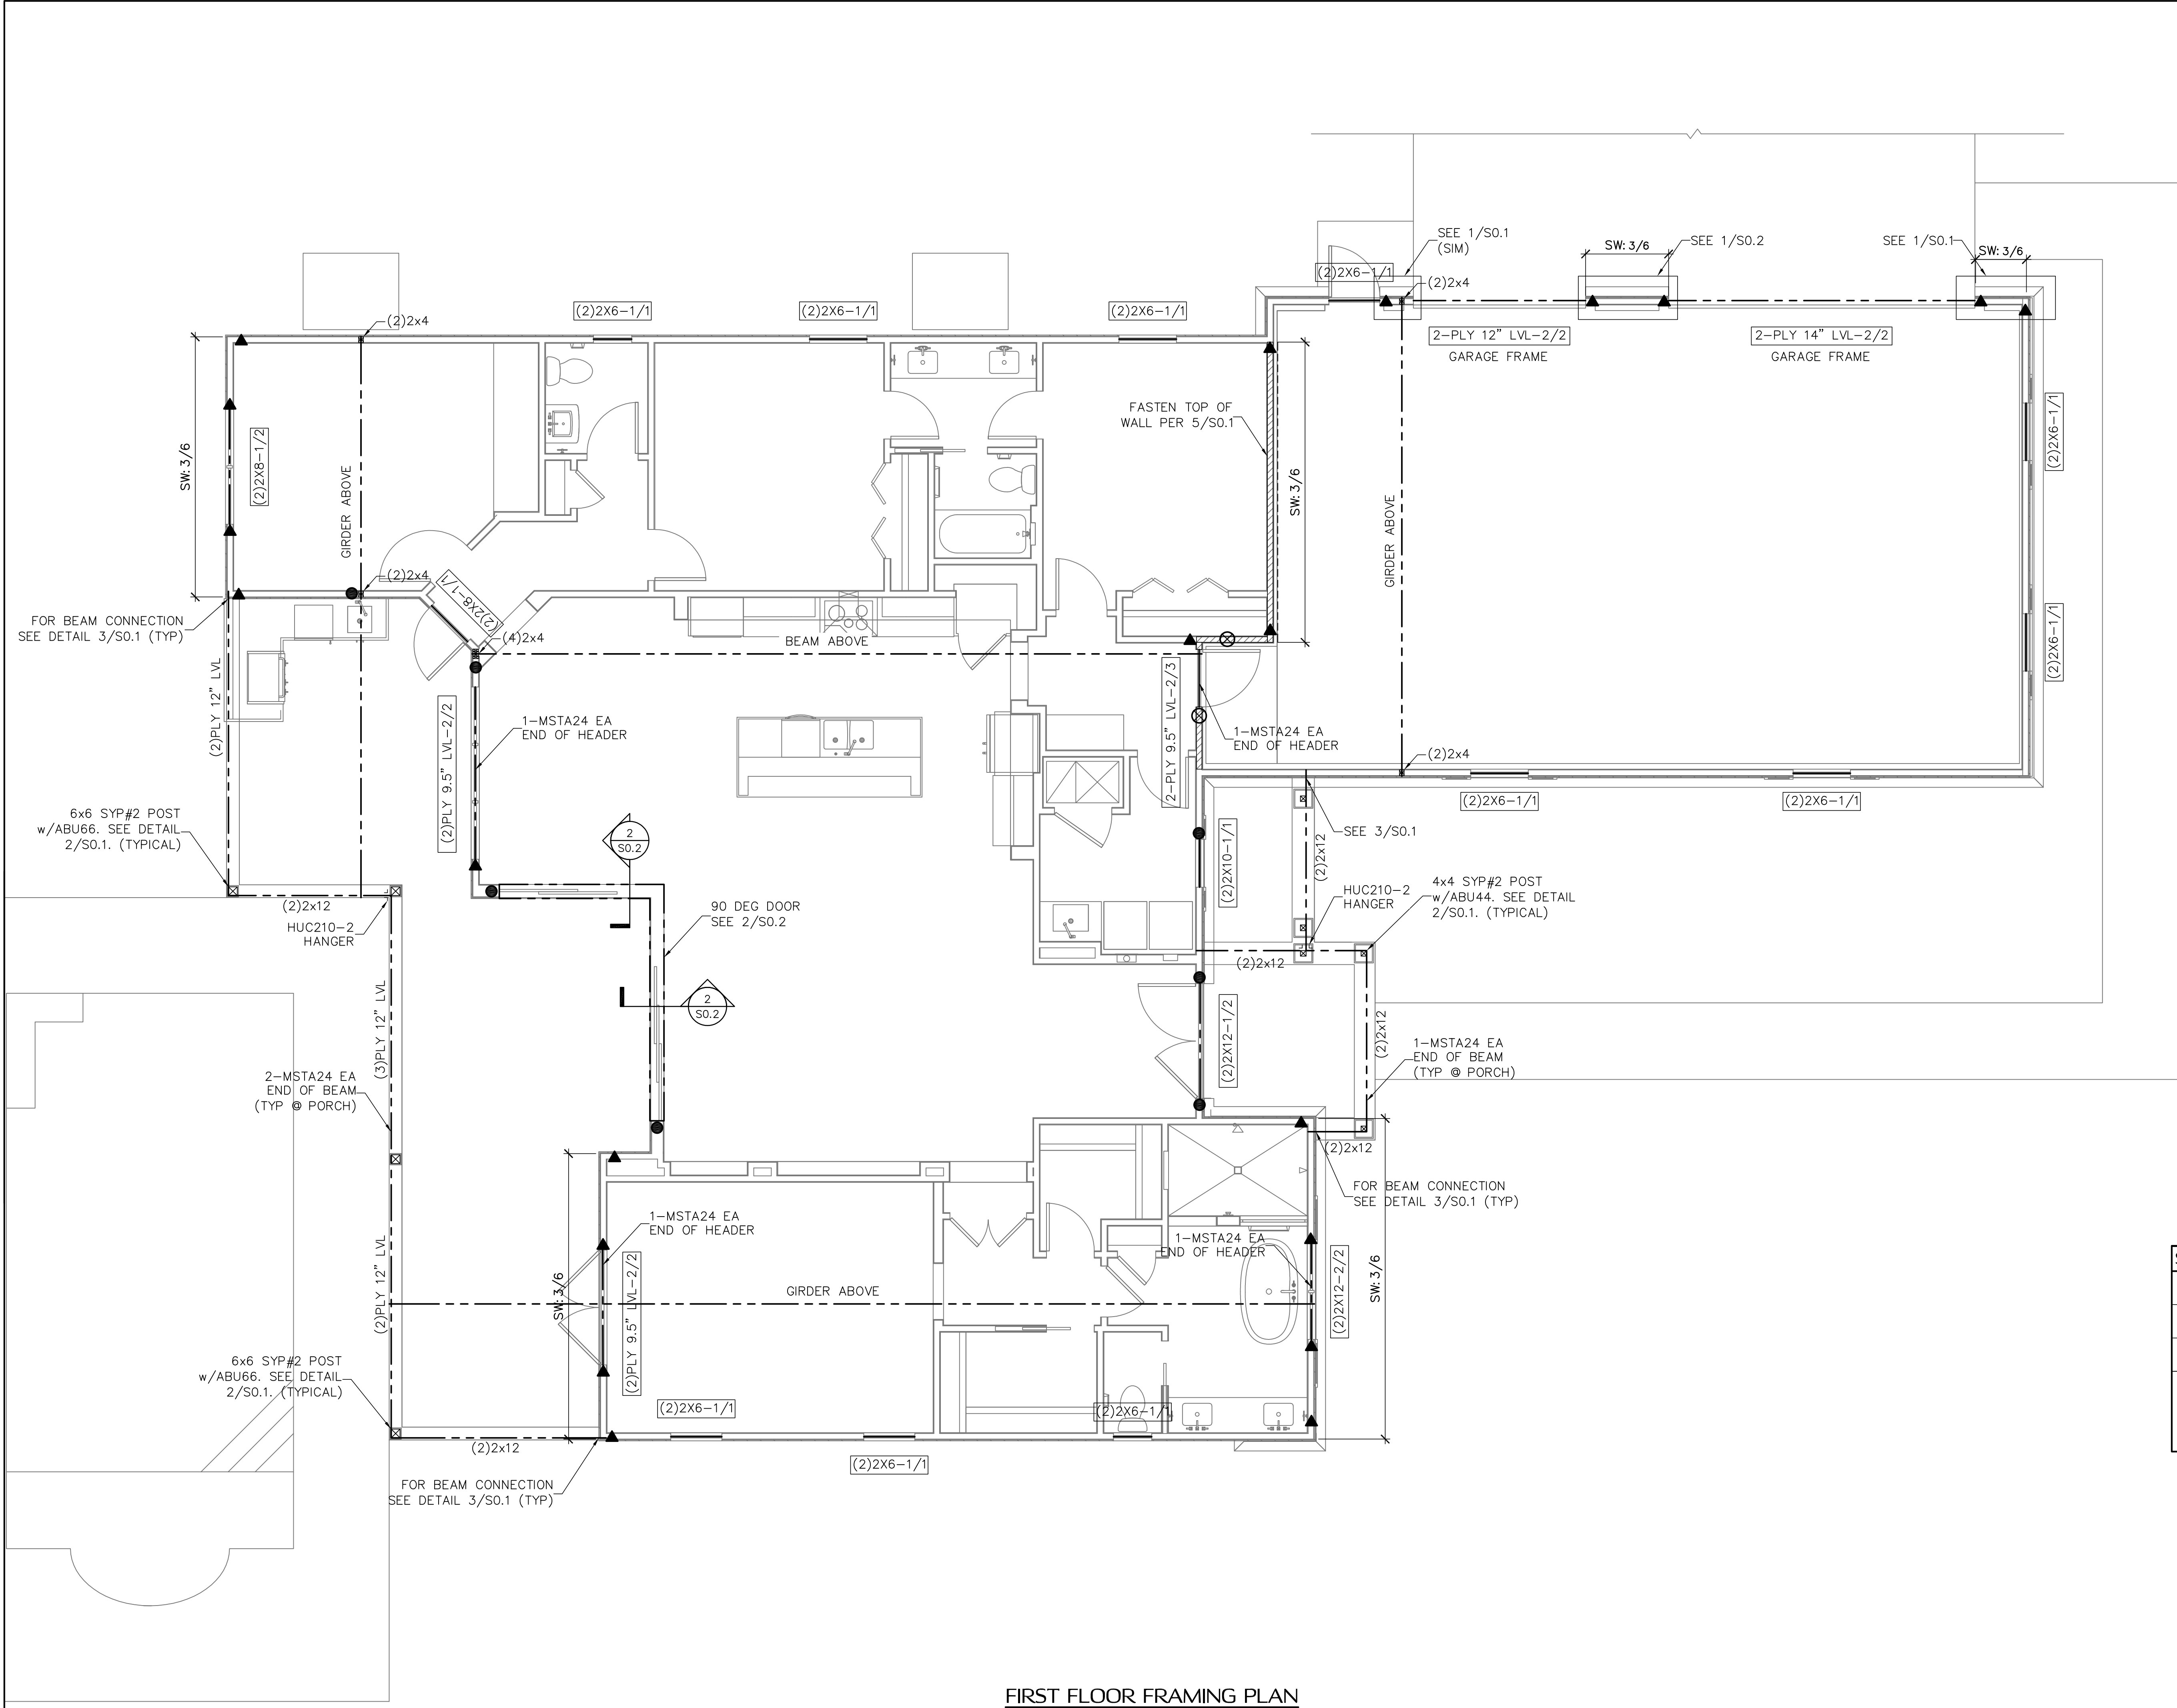 SEE 1/S0.1
(SIM)
SW: 3/6
SEE 1/S0.2
SEE 1/S0.1
SW: 3/6
(2)2X6-1/1
(2)2x4
(2)2X6-1/1
(2)2X6-1/1
(2)2X6-1/1
(2)2x4
2-PLY 12" LVL-2/2
GARAGE FRAME
2-PLY 14" LVL-2/2
GARAGE FRAME
SW: 3/6
(2)2X8-1/2
GIRDER ABOVE
FASTEN TOP OF
WALL PER 5/S0.1
SW: 3/6
GIRDER ABOVE
(2)2X6-1/1
(2)2X6-1/1
(2)2x4
(2)2X8-1/1
(4)2x4
BEAM ABOVE
FOR BEAM CONNECTION
SEE DETAIL 3/S0.1 (TYP)
(2)PLY 12" LVL
(2)PLY 9.5" LVL-2/2
1-MSTA24 EA
END OF HEADER
2-PLY 9.5" LVL-2/3
1-MSTA24 EA
END OF HEADER
(2)2x4
(2)2X6-1/1
(2)2X6-1/1
6x6 SYP#2 POST
w/ABU66. SEE DETAIL
2/S0.1. (TYPICAL)
2
S0.2
SEE 3/S0.1
(2)2x12
(2)2X10-1/1
HUC210-2
HANGER
4x4 SYP#2 POST
w/ABU44. SEE DETAIL
2/S0.1. (TYPICAL)
(2)2x12
HUC210-2
HANGER
90 DEG DOOR
SEE 2/S0.2
(2)2x12
2
S0.2
(3)PLY 12" LVL
(2)2X12-1/2
(2)2x12
1-MSTA24 EA
END OF BEAM
(TYP @ PORCH)
2-MSTA24 EA
END OF BEAM
(TYP @ PORCH)
(2)2x12
FOR BEAM CONNECTION
SEE DETAIL 3/S0.1 (TYP)
1-MSTA24 EA
END OF HEADER
1-MSTA24 EA
END OF HEADER
(2)PLY 12" LVL
SW: 3/6
(2)PLY 9.5" LVL-2/2
GIRDER ABOVE
(2)2X12-2/2
SW: 3/6
6x6 SYP#2 POST
w/ABU66. SEE DETAIL
2/S0.1. (TYPICAL)
(2)2X6-1/1
(2)2X6-1/1
(2)2x12
(2)2X6-1/1
FOR BEAM CONNECTION
SEE DETAIL 3/S0.1 (TYP)
FIRST FLOOR FRAMING PLAN